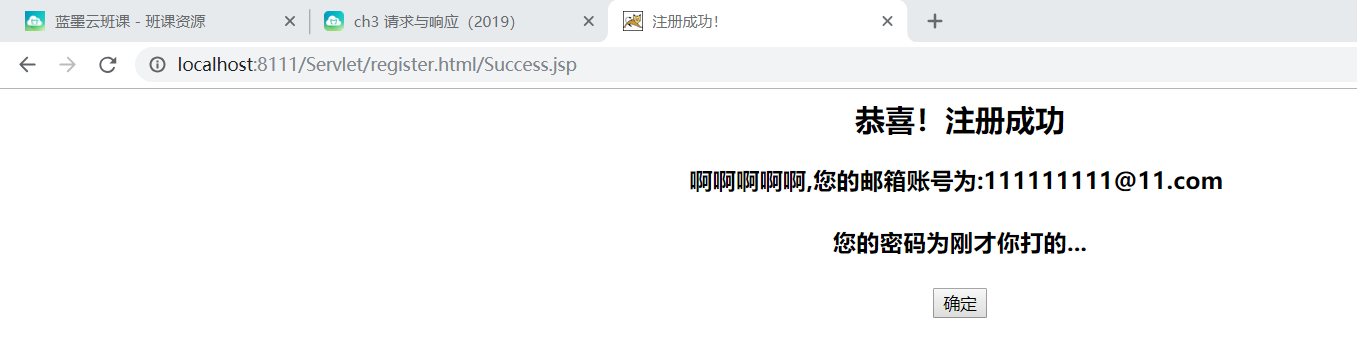 蓝墨云班课 - 班课资源
ch3 请求与响应（2019）
注册成功!
localhost:8111/Servlet/register.html/Success.jsp
恭喜！注册成功
啊啊啊啊啊,您的邮箱账号为:111111111@11.com
您的密码为刚才你打的...
确定